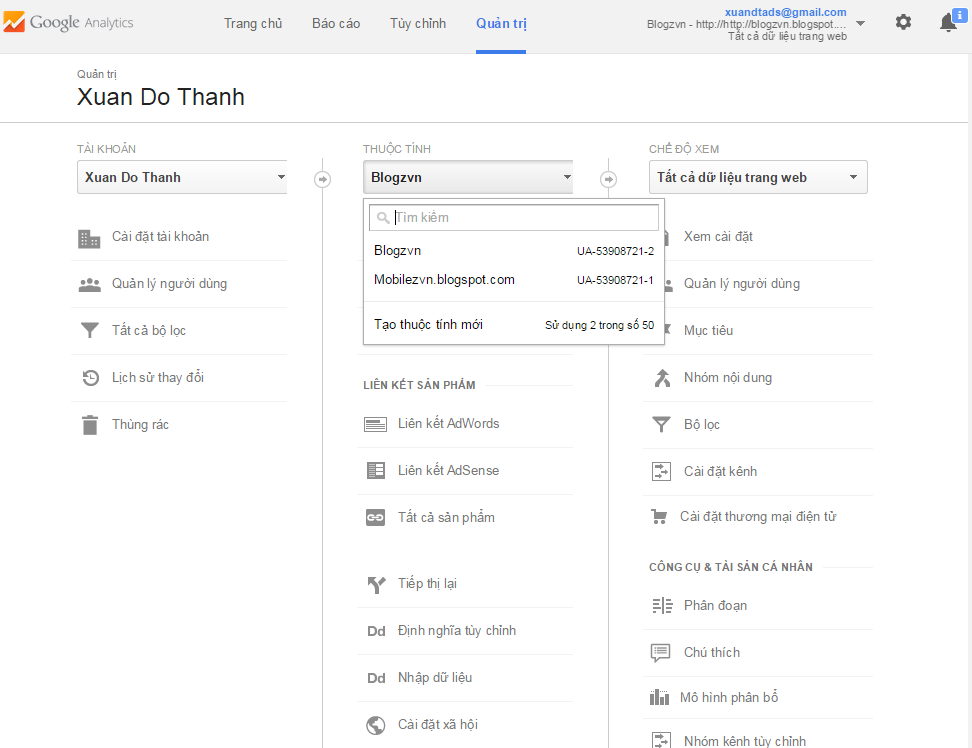 Google Analytics
Trang chủ Báo cáo Tùy chỉnh Quản trị
xuandtads@gmail.com
Blogzvn - http://http://blogzvn.blogspot....
Tất cả dữ liệu trang web
Quản trị
Xuan Do Thanh
TÀI KHOẢN
Xuan Do Thanh
Cài đặt tài khoản
Quản lý người dùng
Tất cả bộ lọc
Lịch sử thay đổi
Thùng rác
THUỘC TÍNH
Blogzvn
Tìm kiếm
Blogzvn UA-53908721-2
Mobilezvn.blogspot.com UA-53908721-1
Tạo thuộc tính mới Sử dụng 2 trong số 50
LIÊN KẾT SẢN PHẨM
Liên kết AdWords
Liên kết AdSense
Tất cả sản phẩm
Tiếp thị lại
Dd Định nghĩa tùy chỉnh
Dd Nhập dữ liệu
Cài đặt xã hội
CHẾ ĐỘ XEM
Tất cả dữ liệu trang web
Xem cài đặt
Quản lý người dùng
Mục tiêu
Nhóm nội dung
Bộ lọc
Cài đặt kênh
Cài đặt thương mại điện tử
CÔNG CỤ & TÀI SẢN CÁ NHÂN
Phân đoạn
Chú thích
Mô hình phân bổ
Nhóm kênh tùy chỉnh